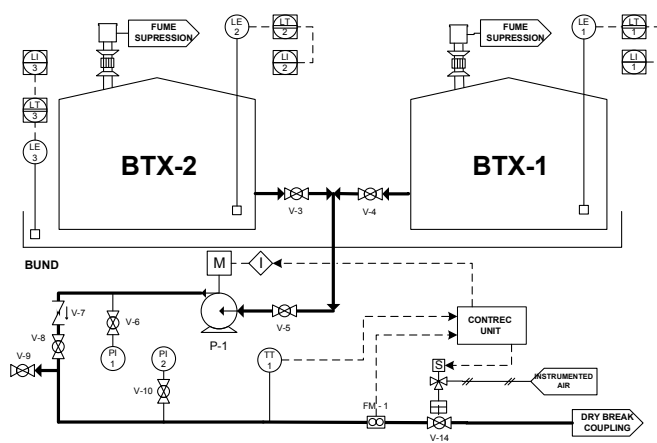 FUME
SUPRESSION
LE
2
LT
2
LI
2
FUME
SUPRESSION
LE
1
LT
1
LI
1
LI
3
LT
3
LE
3
BTX-2
BTX-1
V-3
V-4
BUND
M
I
V-7
V-6
V-5
P-1
CONTREC
UNIT
V-8
V-9
PI
1
PI
2
TT
1
S
V-10
INSTRUMENTED
AIR
FM - 1
V-14
DRY BREAK
COUPLING